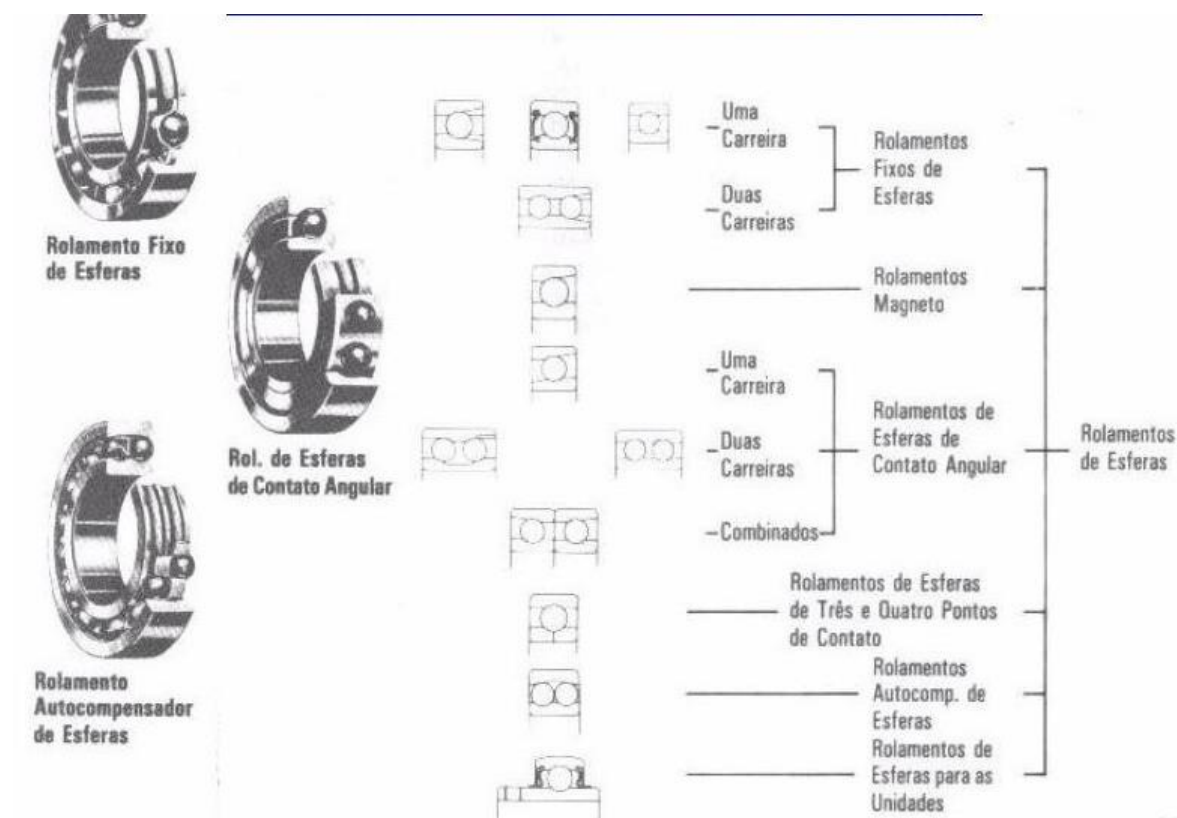 Rolamento Fixo
de Esferas
Rol. de Esferas
de Contato Angular
Rolamento
Autocompensador
de Esferas
Uma
Carreira
Duas
Carreiras
Rolamentos
Fixos de
Esferas
Rolamentos
Magneto
Uma
Carreira
Duas
Carreiras
Combinados
Rolamentos de
Esferas de
Contato Angular
Rolamentos
de Esferas
Rolamentos de Esferas
de Três e Quatro Pontos
de Contato
Rolamentos
Autocomp. de
Esferas
Rolamentos de
Esferas para as
Unidades